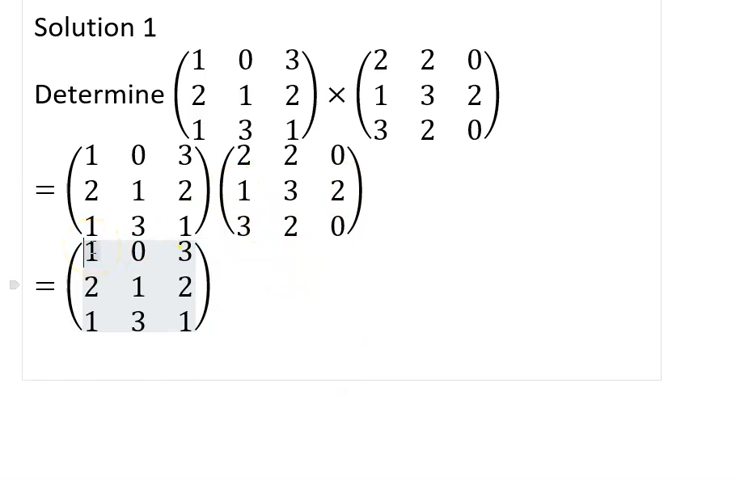 Solution 1
1 0 3 2 2 0
Determine 2 1 2 × 1 3 2
1 3 1 3 2 0
1 0 3 2 2 0
= 2 1 2 1 3 2
1 3 1 3 2 0
1 0 3
= 2 1 2
1 3 1